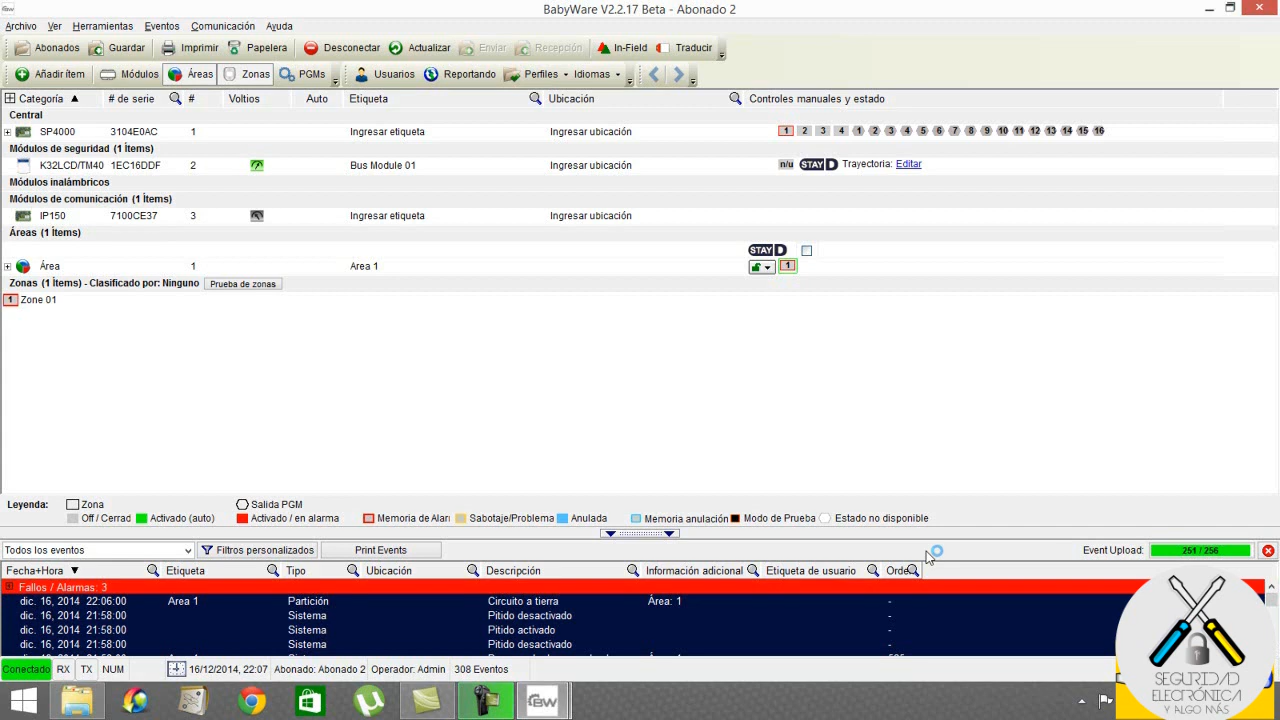 BabyWare V2.2.17 Beta - Abonado 2
Archivo Ver Herramientas Eventos Comunicación Ayuda
Abonados Guardar Imprimir Papelera Desconectar Actualizar Enviar Recepción In-Field Traducir
Añadir ítem Módulos Áreas Zonas PGMs Usuarios Reportando Perfiles Idiomas
Categoría # de serie # Voltios Auto Etiqueta Ubicación Controles manuales y estado
Central
SP4000 3104E0AC 1 Ingresar etiqueta Ingresar ubicación 1 2 3 4 1 2 3 4 5 6 7 8 9 10 11 12 13 14 15 16
Módulos de seguridad (1 Ítems)
K32LCD/TM40 1EC16DDF 2 Bus Module 01 Ingresar ubicación n/u STAY D Trayectoria: Editar
Módulos inalámbricos
Módulos de comunicación (1 Ítems)
IP150 7100CE37 3 Ingresar etiqueta Ingresar ubicación
Áreas (1 Ítems)
STAY D
Área 1 Area 1 1
Zonas (1 Ítems) - Clasificado por: Ninguno Prueba de zonas
1 Zone 01
Leyenda: Zona Salida PGM
Off / Cerrad Activado (auto) Activado / en alarma Memoria de Alar Sabotaje/Problema Anulada Memoria anulación Modo de Prueba Estado no disponible
Todos los eventos Filtros personalizados Print Events Event Upload: 251 / 256
Fecha+Hora Etiqueta Tipo Ubicación Descripción Información adicional Etiqueta de usuario Orde
Fallos / Alarmas: 3
dic. 16, 2014 22:06:00 Area 1 Partición Circuito a tierra Área: 1 -
dic. 16, 2014 21:58:00 Sistema Pitido desactivado -
dic. 16, 2014 21:58:00 Sistema Pitido activado -
dic. 16, 2014 21:58:00 Sistema Pitido desactivado -
Conectado RX TX NUM 16/12/2014, 22:07 Abonado: Abonado 2 Operador: Admin 308 Eventos
BW
SEGURIDAD
ELECTRÓNICA
Y ALGO MÁS